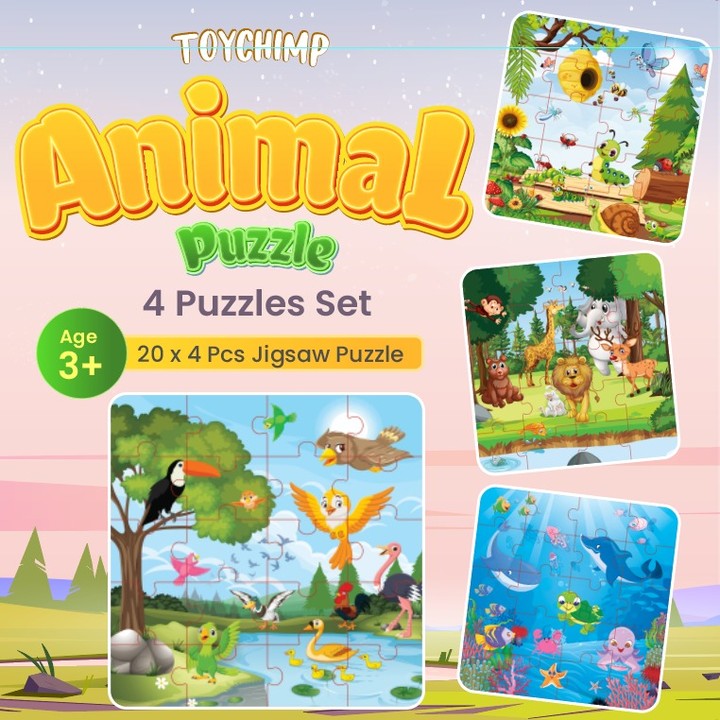 TOYCHIMP
Animal
Puzzle
4 Puzzles Set
Age
3+
20 x 4 Pcs Jigsaw Puzzle